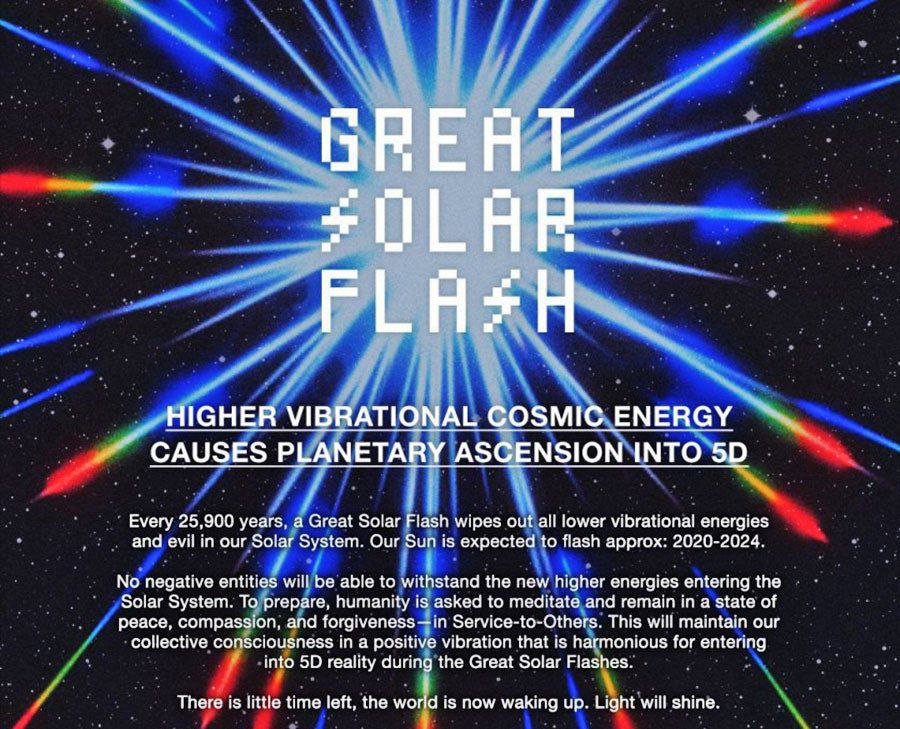 GREAT
SOLAR
FLASH
HIGHER VIBRATIONAL COSMIC ENERGY
CAUSES PLANETARY ASCENSION INTO 5D
Every 25,900 years, a Great Solar Flash wipes out all lower vibrational energies
and evil in our Solar System. Our Sun is expected to flash approx: 2020-2024.
No negative entities will be able to withstand the new higher energies entering the
Solar System. To prepare, humanity is asked to meditate and remain in a state of
peace, compassion, and forgiveness—in Service-to-Others. This will maintain our
collective consciousness in a positive vibration that is harmonious for entering
into 5D reality during the Great Solar Flashes.
There is little time left, the world is now waking up. Light will shine.